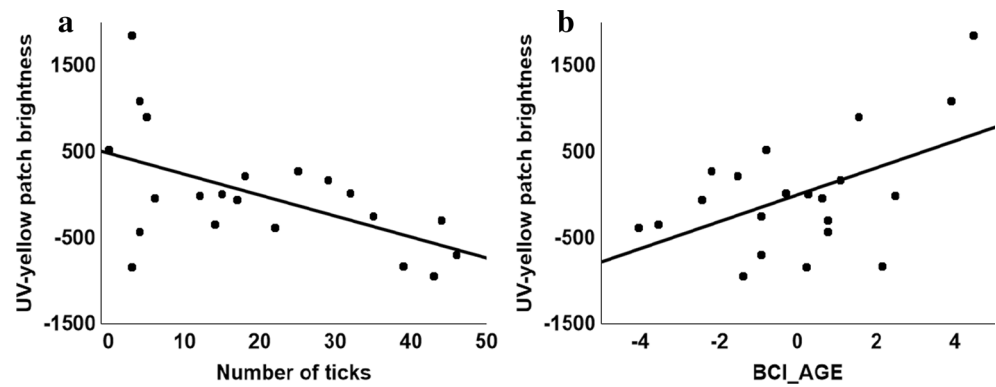 a
UV-yellow patch brightness
1500
500
-500
-1500
0 10 20 30 40 50
Number of ticks
b
UV-yellow patch brightness
1500
500
-500
-1500
-4 -2 0 2 4
BCI_AGE